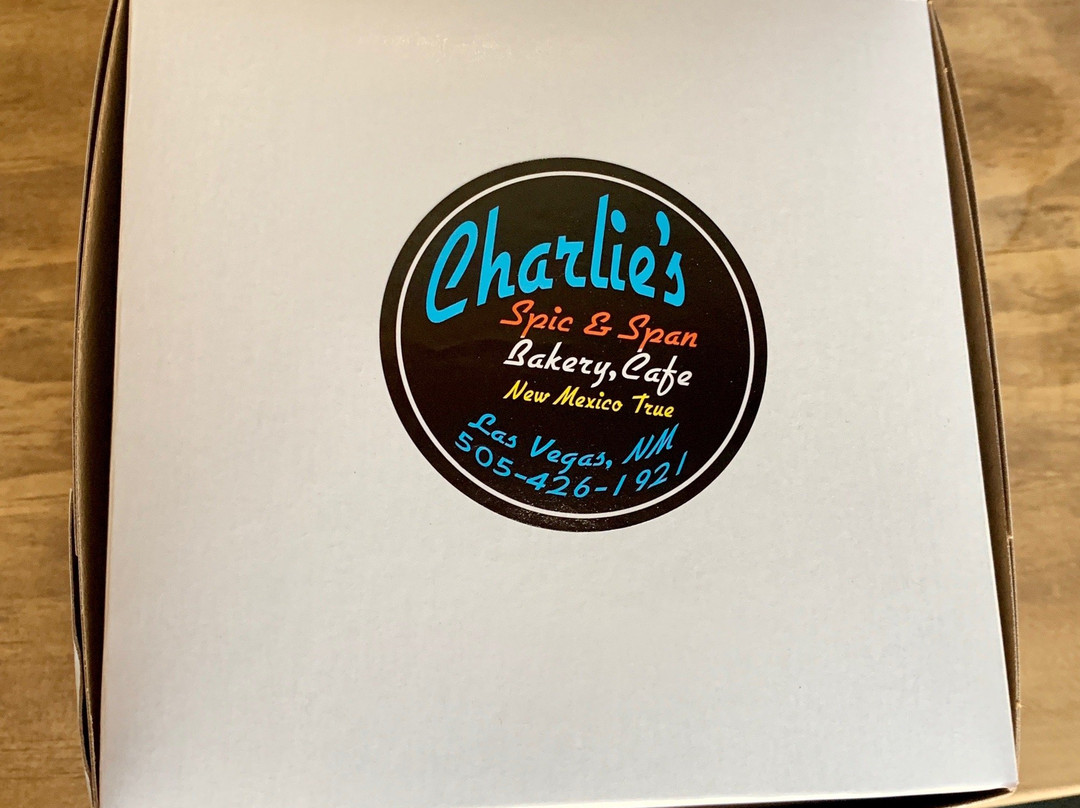 Charlie's
Spic & Span
Bakery, Cafe
New Mexico True
Las Vegas, NM
505-426-1921